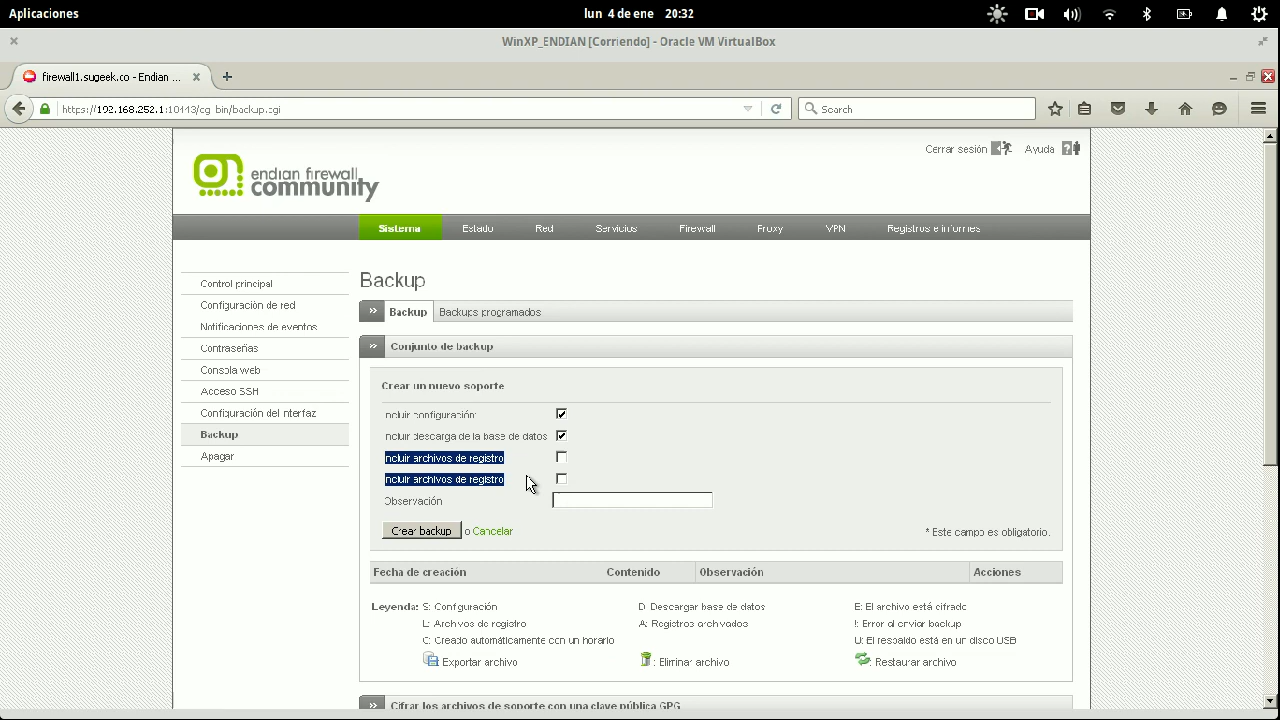 Aplicaciones
lun 4 de ene 20:32
WinXP_ENDIAN [Corriendo] - Oracle VM VirtualBox
firewall1.sugeek.co - Endian ...
https://192.168.252.1:10443/cgi-bin/backup.cgi
Search
Cerrar sesión
Ayuda
endian firewall
community
Sistema
Estado
Red
Servicios
Firewall
Proxy
VPN
Registros e informes
Control principal
Configuración de red
Notificaciones de eventos
Contraseñas
Consola web
Acceso SSH
Configuración del interfaz
Backup
Apagar
Backup
Backup
Backups programados
Conjunto de backup
Crear un nuevo soporte
Incluir configuración:
Incluir descarga de la base de datos
Incluir archivos de registro
Incluir archivos de registro
Observación
Crear backup o Cancelar
* Este campo es obligatorio.
Fecha de creación Contenido Observación Acciones
Leyenda: S: Configuración D: Descargar base de datos E: El archivo está cifrado
L: Archivos de registro A: Registros archivados !: Error al enviar backup
C: Creado automáticamente con un horario U: El respaldo está en un disco USB
Exportar archivo : Eliminar archivo : Restaurar archivo
Cifrar los archivos de soporte con una clave pública GPG